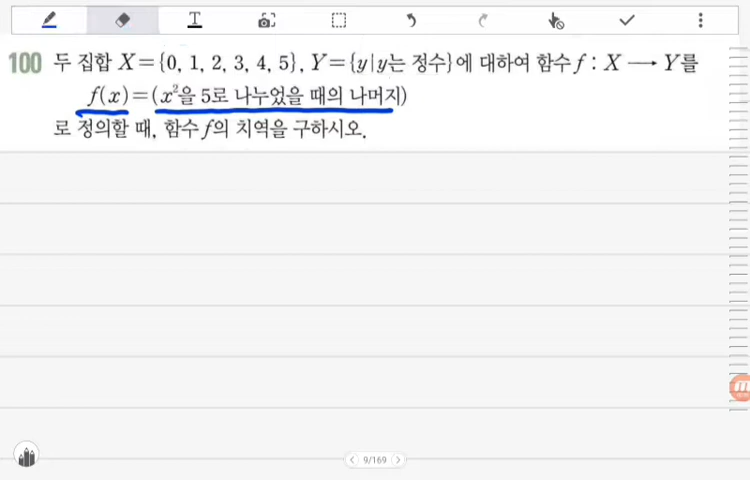 T
100 두 집합 X={0, 1, 2, 3, 4, 5}, Y={y|y는 정수}에 대하여 함수 f : X → Y를
f(x)=(x²을 5로 나누었을 때의 나머지)
로 정의할 때, 함수 f의 치역을 구하시오.
< 9/169 >